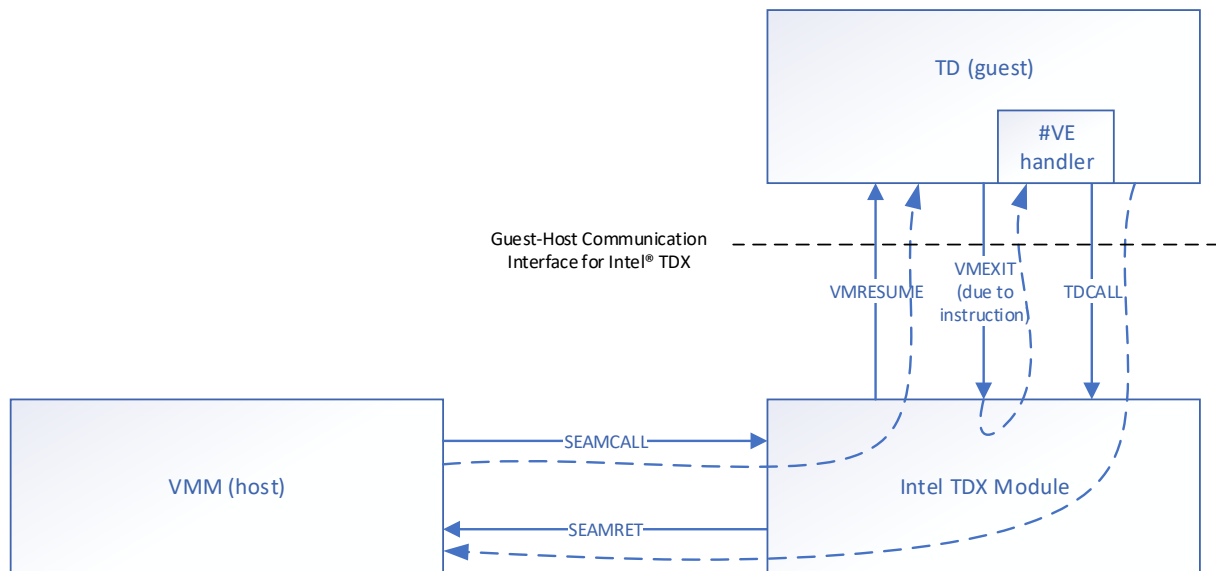 TD (guest)
#VE
handler
Guest-Host Communication
Interface for Intel® TDX
VMRESUME
VMEXIT
(due to
instruction)
TDCALL
SEAMCALL
VMM (host)
Intel TDX Module
SEAMRET